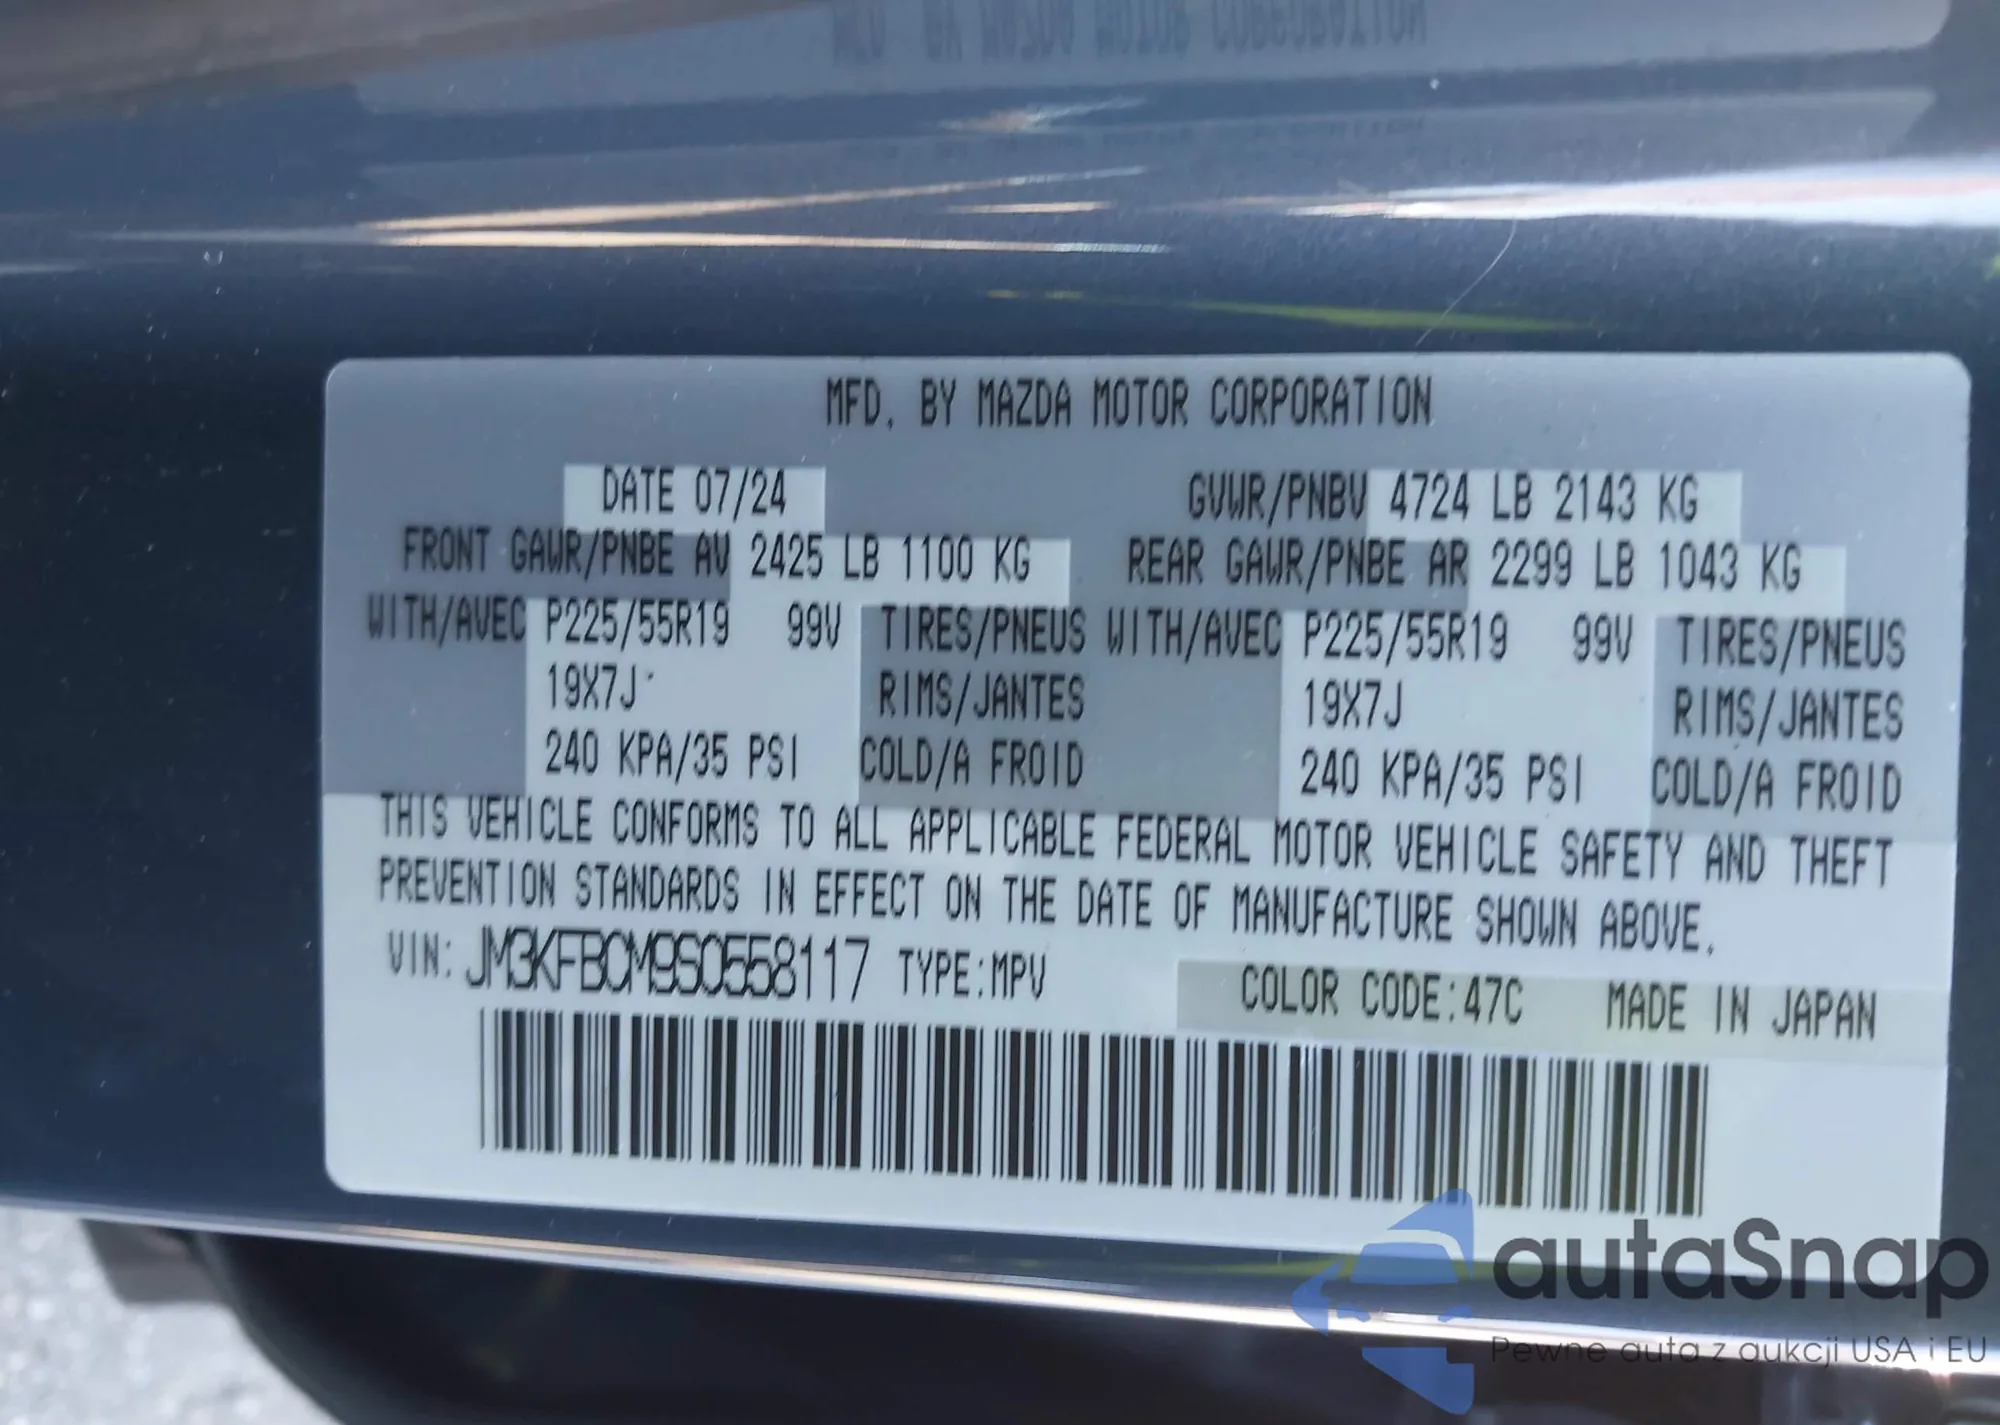 MFD. BY MAZDA MOTOR CORPORATION
DATE 07/24 GVWR/PNBV 4724 LB 2143 KG
FRONT GAWR/PNBE AV 2425 LB 1100 KG REAR GAWR/PNBE AR 2299 LB 1043 KG
WITH/AVEC P225/55R19 99V TIRES/PNEUS WITH/AVEC P225/55R19 99V TIRES/PNEUS
19X7J RIMS/JANTES 19X7J RIMS/JANTES
240 KPA/35 PSI COLD/A FROID 240 KPA/35 PSI COLD/A FROID
THIS VEHICLE CONFORMS TO ALL APPLICABLE FEDERAL MOTOR VEHICLE SAFETY AND THEFT
PREVENTION STANDARDS IN EFFECT ON THE DATE OF MANUFACTURE SHOWN ABOVE.
VIN: JM3KFBCM9S0558117 TYPE:MPV COLOR CODE:47C MADE IN JAPAN
autaSnap
Pewne auta z aukcji USA i EU